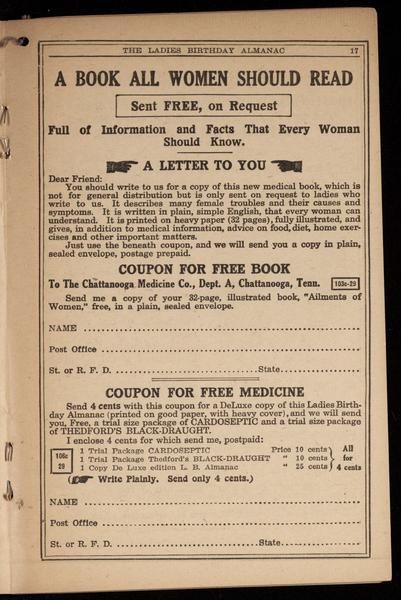 THE LADIES BIRTHDAY ALMANAC 17
A BOOK ALL WOMEN SHOULD READ
Sent FREE, on Request
Full of Information and Facts That Every Woman
Should Know.
A LETTER TO YOU
Dear Friend:
You should write to us for a copy of this new medical book, which is
not for general distribution but is only sent on request to ladies who
write to us. It describes many female troubles and their causes and
symptoms. It is written in plain, simple English, that every woman can
understand. It is printed on heavy paper (32 pages), fully illustrated, and
gives, in addition to medical information, advice on food, diet, home exer-
cises and other important matters.
Just use the beneath coupon, and we will send you a copy in plain,
sealed envelope, postage prepaid.
COUPON FOR FREE BOOK
To The Chattanooga Medicine Co., Dept. A, Chattanooga, Tenn. 103c-29
Send me a copy of your 32-page, illustrated book, "Ailments of
Women," free, in a plain, sealed envelope.
NAME
Post Office
St. or R. F. D. State
COUPON FOR FREE MEDICINE
Send 4 cents with this coupon for a DeLuxe copy of this Ladies Birth-
day Almanac (printed on good paper, with heavy cover), and we will send
you, Free, a trial size package of CARDOSEPTIC and a trial size package
of THEDFORD'S BLACK-DRAUGHT.
I enclose 4 cents for which send me, postpaid:
106c
29
1 Trial Package CARDOSEPTIC Price 10 cents
1 Trial Package Thedford's BLACK-DRAUGHT " 10 cents
1 Copy De Luxe edition L. B. Almanac " 25 cents
All
for
4 cents
( Write Plainly. Send only 4 cents.)
NAME
Post Office
St. or R. F. D. State